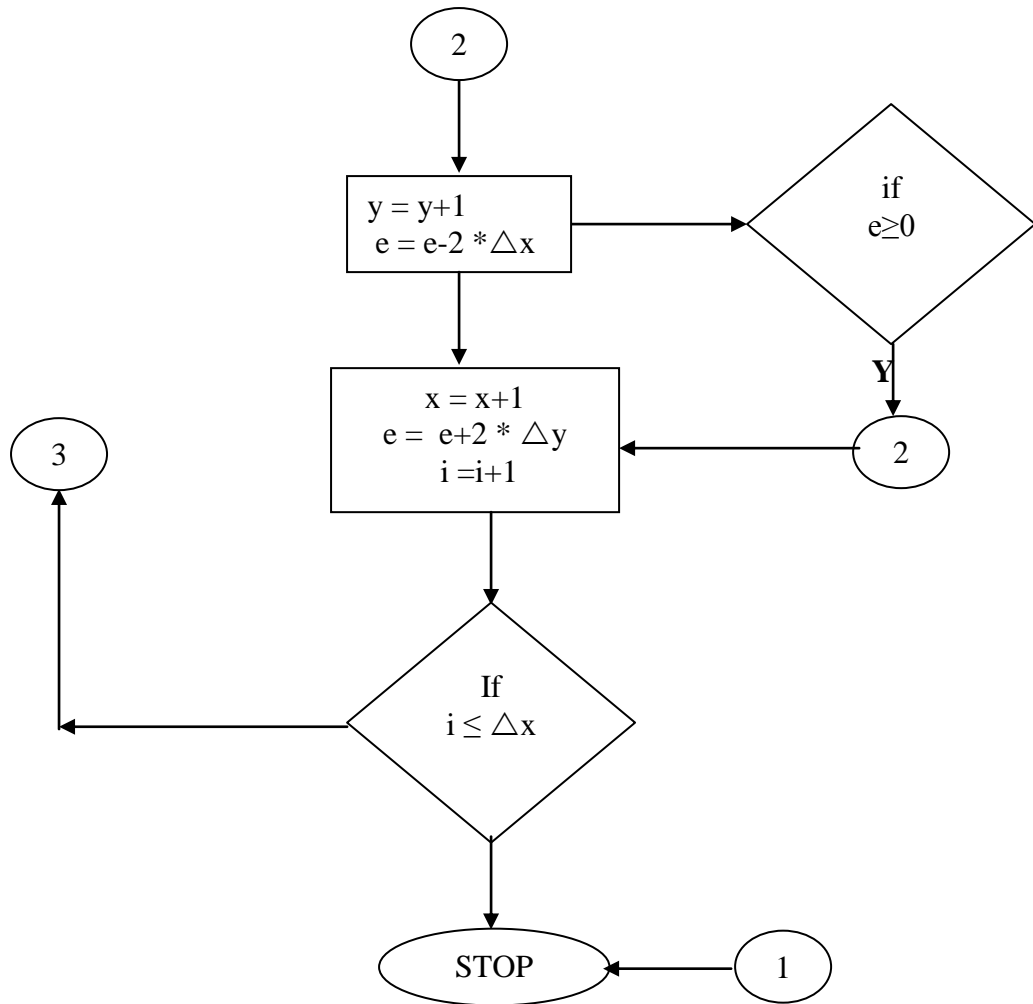 2
y = y+1
e = e-2 * △x
if
e≥0
Y
x = x+1
e = e+2 * △y
i =i+1
2
3
If
i ≤ △x
STOP
1